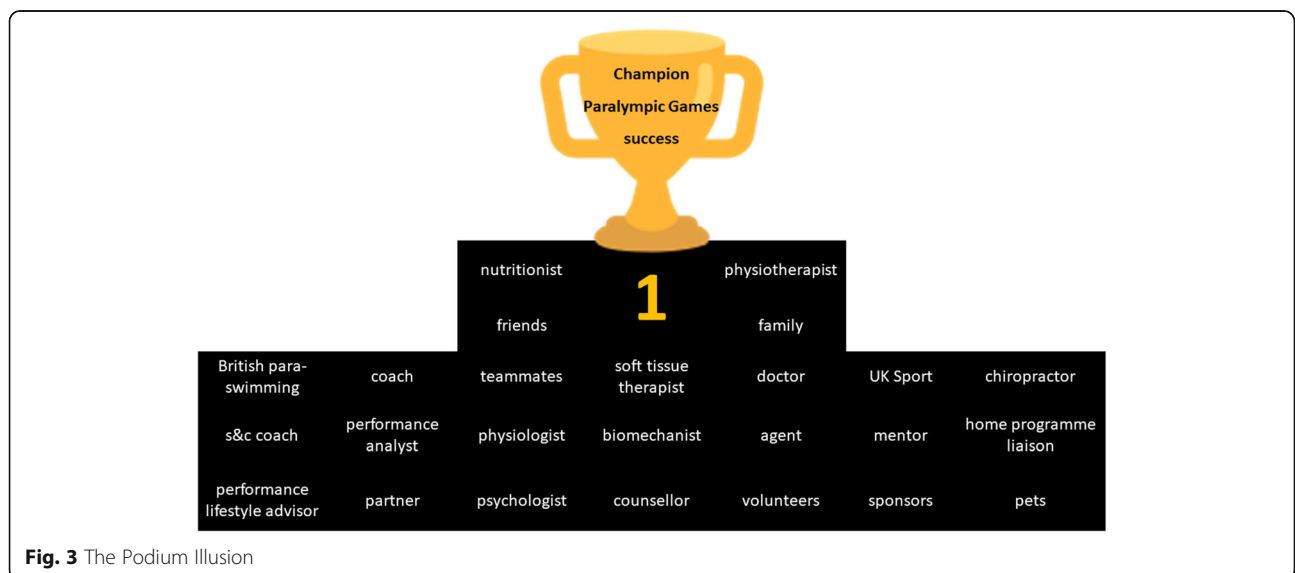 Champion
Paralympic Games
success
nutritionist
1
physiotherapist
friends
family
British para-
swimming
coach
teammates
soft tissue
therapist
doctor
UK Sport
chiropractor
s&c coach
performance
analyst
physiologist
biomechanist
agent
mentor
home programme
liaison
performance
lifestyle advisor
partner
psychologist
counsellor
volunteers
sponsors
pets
Fig. 3 The Podium Illusion